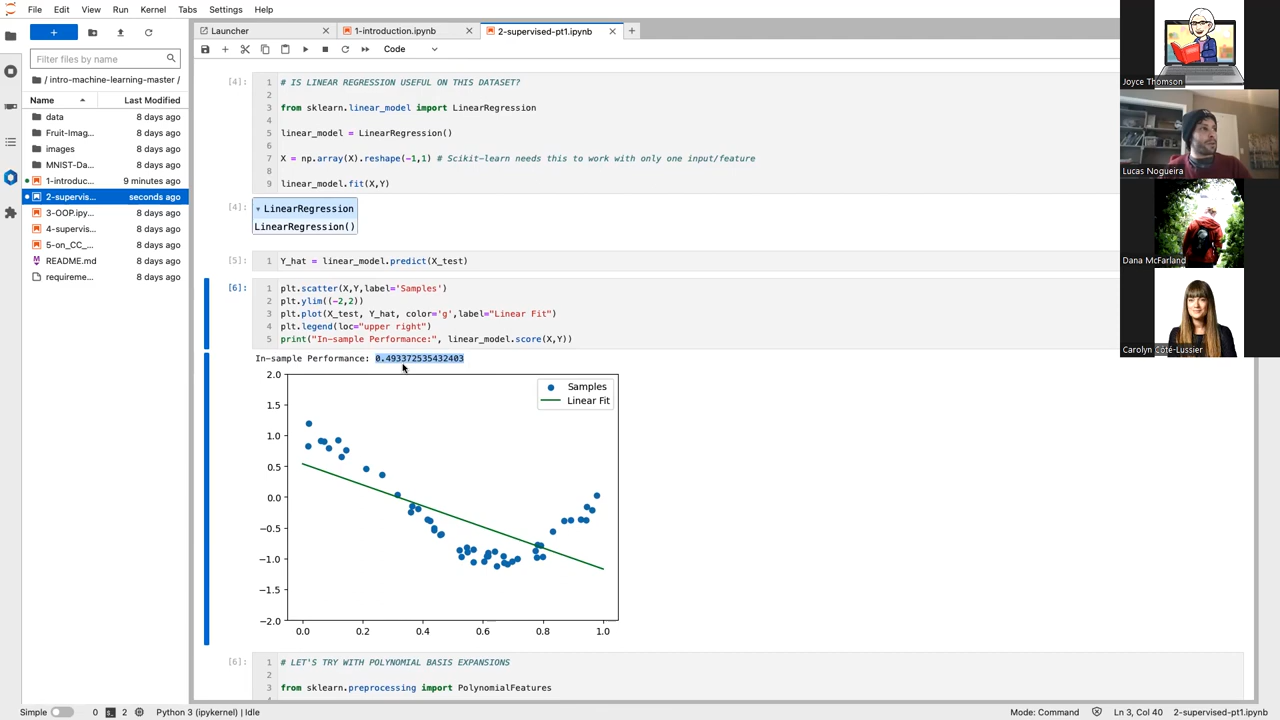 File Edit View Run Kernel Tabs Settings Help
Launcher
1-introduction.ipynb
2-supervised-pt1.ipynb
Code
Filter files by name
/ intro-machine-learning-master /
Name Last Modified
data 8 days ago
Fruit-Imag... 8 days ago
images 8 days ago
MNIST-Da... 8 days ago
1-introduc... 9 minutes ago
2-supervis... seconds ago
3-OOP.ipy... 8 days ago
4-supervis... 8 days ago
5-on_CC_... 8 days ago
README.md 8 days ago
requireme... 8 days ago
[4]:
1 # IS LINEAR REGRESSION USEFUL ON THIS DATASET?
2
3 from sklearn.linear_model import LinearRegression
4
5 linear_model = LinearRegression()
6
7 X = np.array(X).reshape(-1,1) # Scikit-learn needs this to work with only one input/feature
8
9 linear_model.fit(X,Y)
[4]:
▾ LinearRegression
LinearRegression()
[5]:
1 Y_hat = linear_model.predict(X_test)
[6]:
1 plt.scatter(X,Y,label='Samples')
2 plt.ylim((-2,2))
3 plt.plot(X_test, Y_hat, color='g',label="Linear Fit")
4 plt.legend(loc="upper right")
5 print("In-sample Performance:", linear_model.score(X,Y))
In-sample Performance: 0.493372535432403
2.0
1.5
1.0
0.5
0.0
−0.5
−1.0
−1.5
−2.0
0.0 0.2 0.4 0.6 0.8 1.0
Samples
Linear Fit
[6]:
1 # LET'S TRY WITH POLYNOMIAL BASIS EXPANSIONS
2
3 from sklearn.preprocessing import PolynomialFeatures
Joyce Thomson
Lucas Nogueira
Dana McFarland
Carolyn Côté-Lussier
Simple 0 2 Python 3 (ipykernel) | Idle Mode: Command Ln 3, Col 40 2-supervised-pt1.ipynb